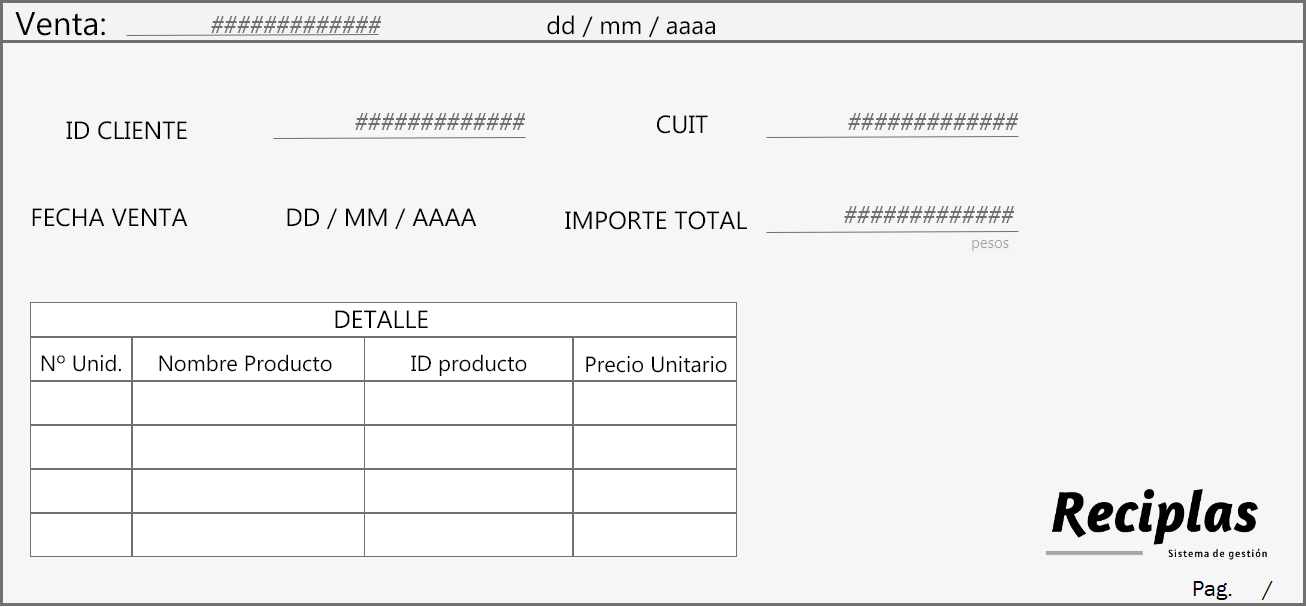 Venta: ############# dd / mm / aaaa
ID CLIENTE ############# CUIT #############
FECHA VENTA DD / MM / AAAA IMPORTE TOTAL #############
pesos
DETALLE
Nº Unid. Nombre Producto ID producto Precio Unitario
Reciplas
Sistema de gestión
Pag. /